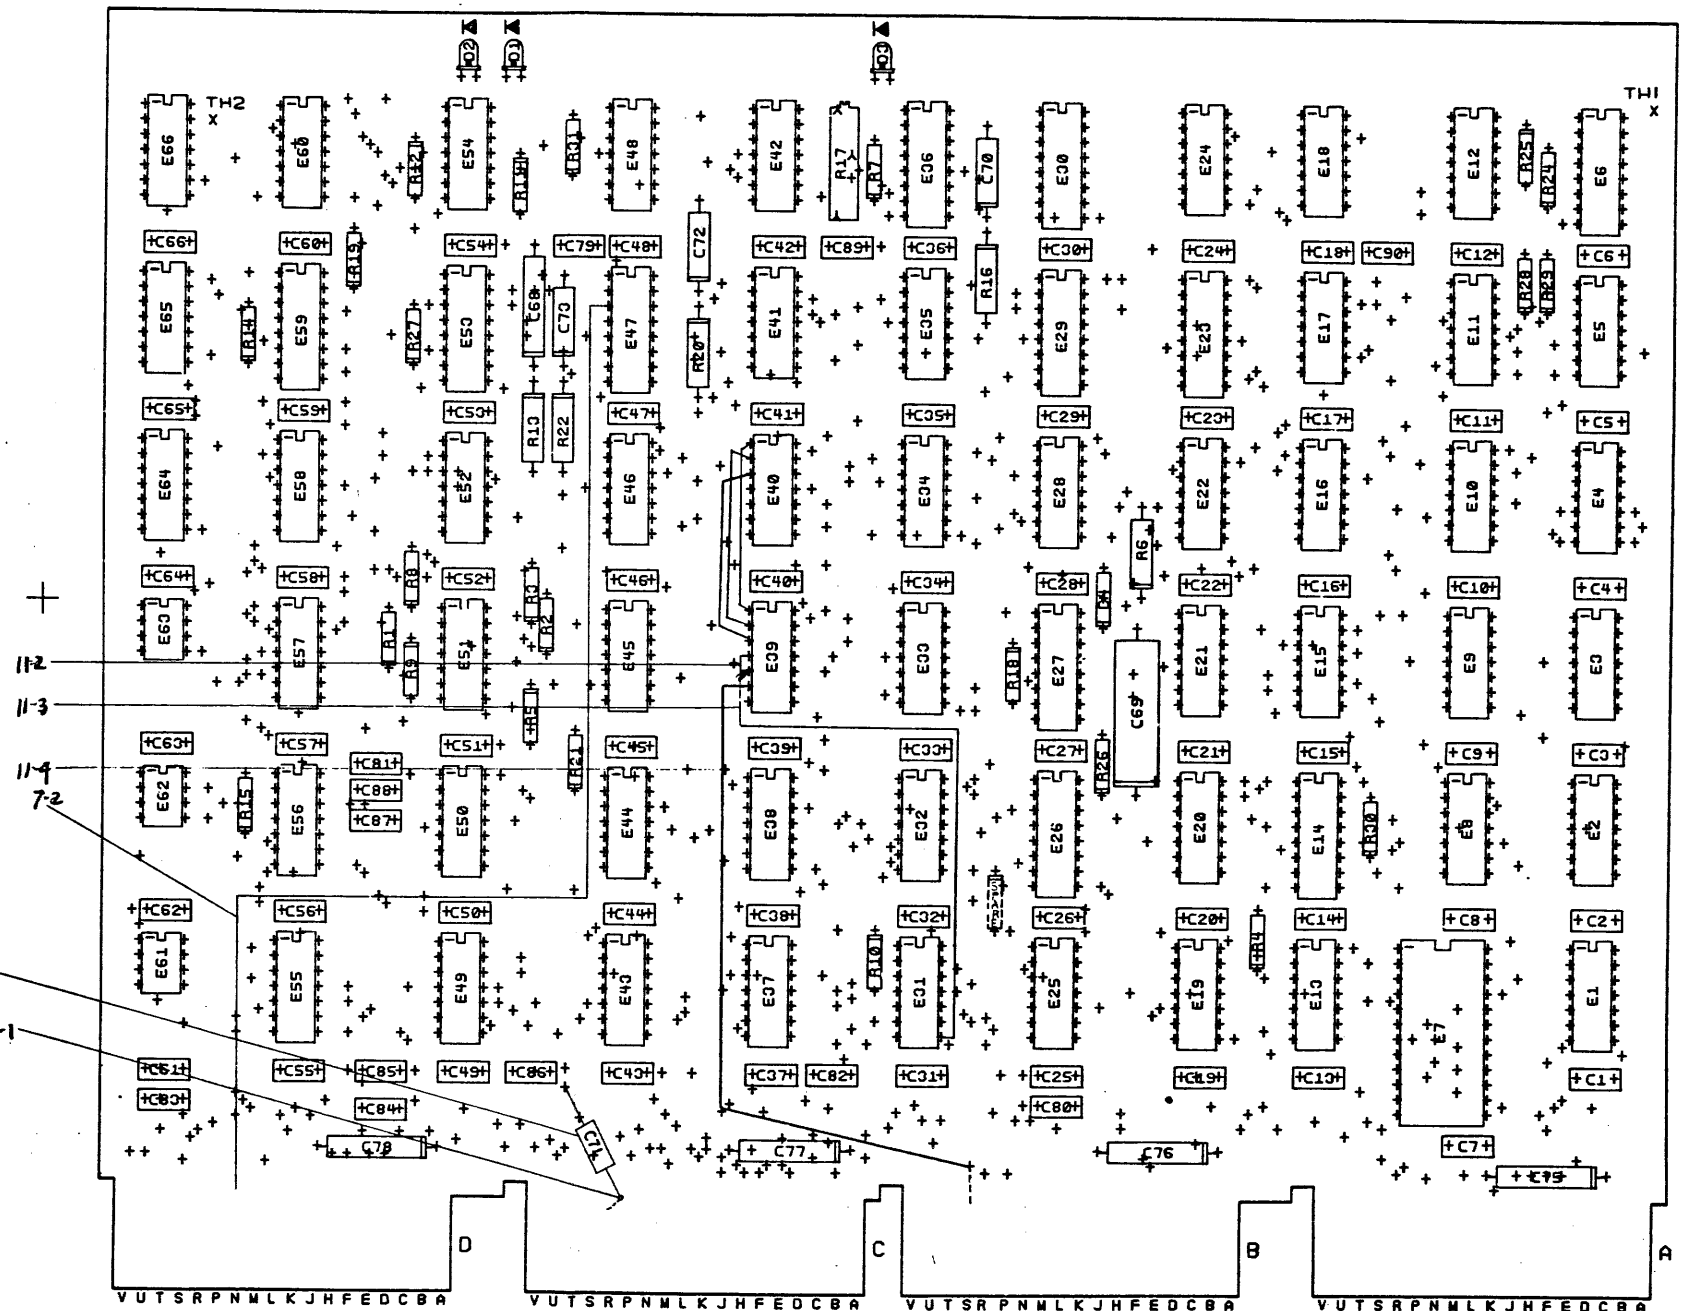 D2 D1 D3
TH2 TH1
X X
E66 E60 R12 E54 R11 R31 E48 E42 R17 R7 E36 C70 E30 E24 E18 E12 R25 R24 E6
C66 C60 R19 C54 C79 C48 C72 C42 C89 C36 R16 C30 C24 C18 C90 C12 C6
E65 R14 E59 R27 E53 C68 C73 E47 R20 E41 E35 E29 E23 E17 E11 R28 R29 E5
C65 C59 C53 R13 R22 C47 C41 C35 C29 C23 C17 C11 C5
E64 E58 E52 E46 E40 E34 E28 R6 E22 E16 E10 E4
C64 C58 R8 C52 R3 C46 C40 C34 C28 C22 C16 C10 C4
E63 E57 R1 R9 E51 R2 E45 E39 E33 R18 E27 C69 E21 E15 E9 E3
11-2
11-3
R5
C63 C57 C81 C51 R21 C45 C39 C33 C27 R26 C21 C15 C9 C3
11-4
7-2
E62 R15 E56 C88 C87 E50 E44 E38 E32 E26 E20 E14 R30 E8 E2
SPARE
C62 C56 C50 C44 C38 C32 C26 C20 R4 C14 C8 C2
E61 E55 E49 E43 E37 R10 E31 E25 E19 E13 E7 E1
-1
C61 C55 C85 C49 C86 C43 C37 C82 C31 C25 C19 C13 C1
C83 C84 C80
C78 C71 C77 C76 C7 C75
D C B A
V U T S R P N M L K J H F E D C B A V U T S R P N M L K J H F E D C B A V U T S R P N M L K J H F E D C B A V U T S R P N M L K J H F E D C B A